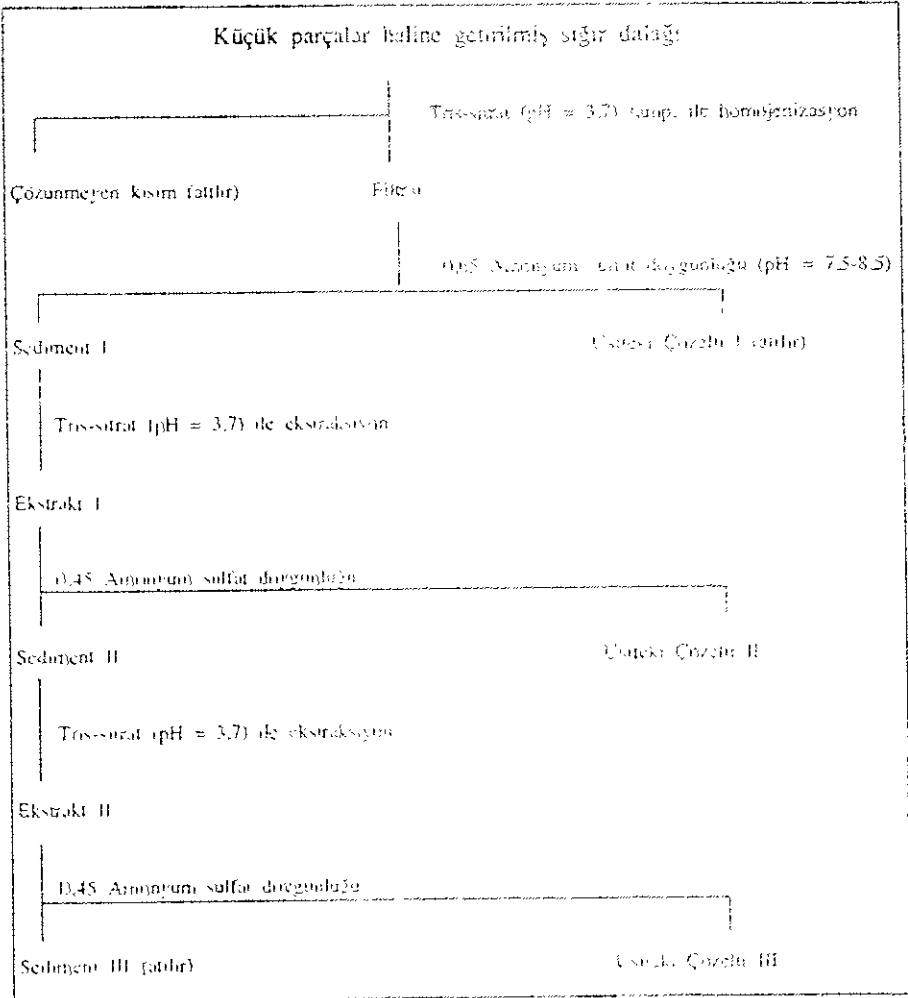 Küçük parçalar haline getirilmiş sığır dalağı
Tris-sitrat (pH = 3,7) tamp. ile homojenizasyon
Çözünmeyen kısım (atılır)
Filtrat
0,65 Amonyum sulfat doygunluğu (pH = 7,5-8,5)
Sediment I
Üstteki Çözelti I (atılır)
Tris-sitrat (pH = 3,7) ile ekstraksiyon
Ekstrakt I
0,45 Amonyum sulfat doygunluğu
Sediment II
Üstteki Çözelti II
Tris-sitrat (pH = 3,7) ile ekstraksiyon
Ekstrakt II
0,45 Amonyum sulfat doygunluğu
Sediment III (atılır)
Üstteki Çözelti III